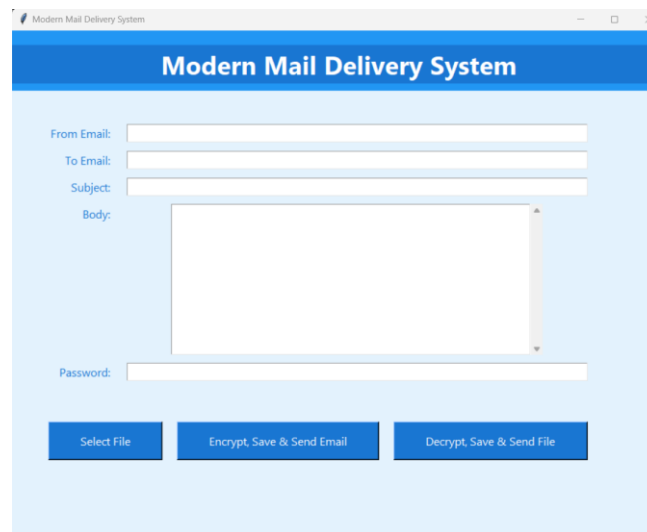 Modern Mail Delivery System
Modern Mail Delivery System
From Email:
To Email:
Subject:
Body:
Password:
Select File
Encrypt, Save & Send Email
Decrypt, Save & Send File